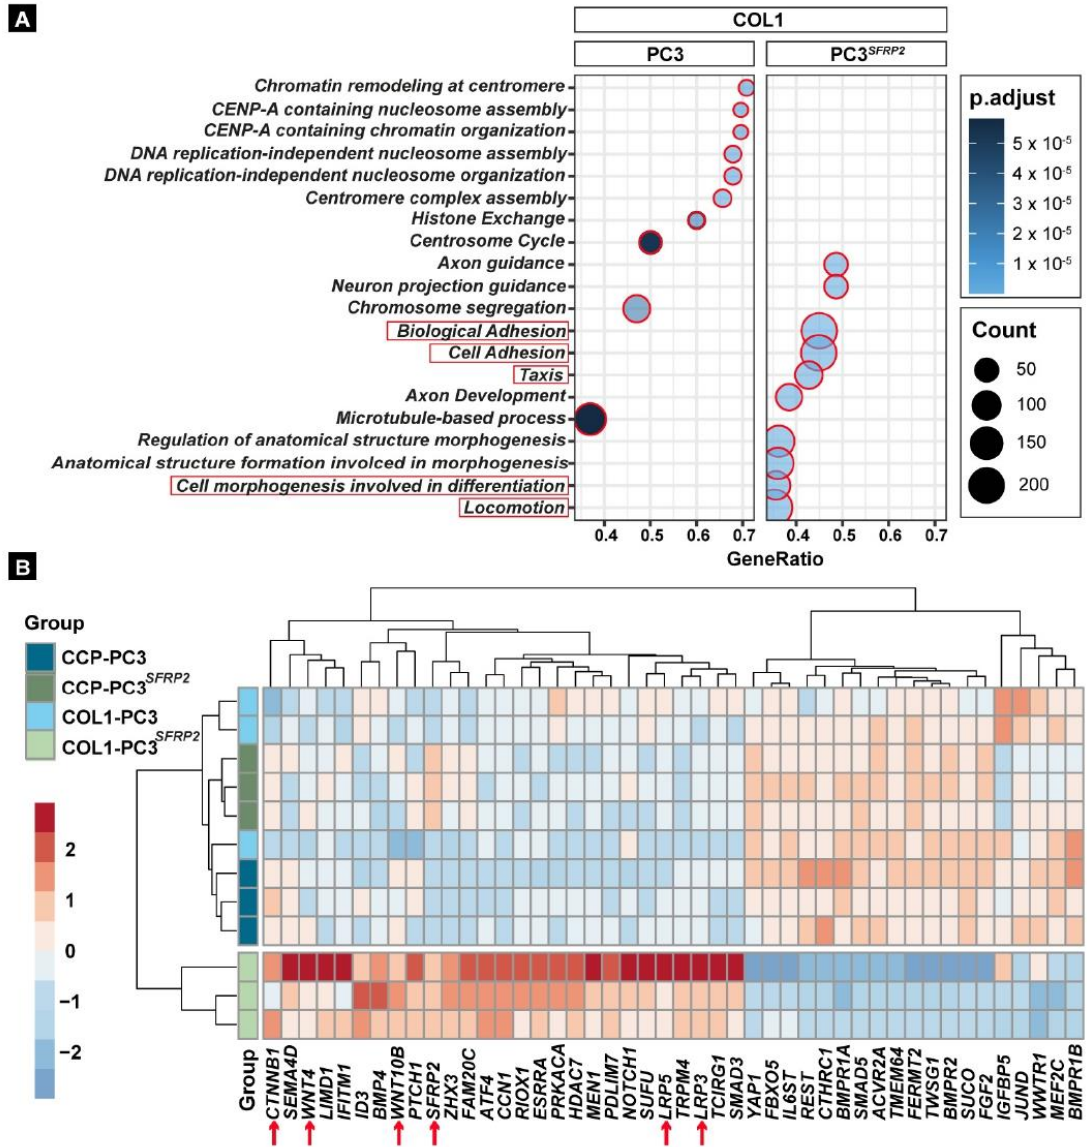 A
COL1
PC3 PC3SFRP2
Chromatin remodeling at centromere
CENP-A containing nucleosome assembly
CENP-A containing chromatin organization
DNA replication-independent nucleosome assembly
DNA replication-independent nucleosome organization
Centromere complex assembly
Histone Exchange
Centrosome Cycle
Axon guidance
Neuron projection guidance
Chromosome segregation
Biological Adhesion
Cell Adhesion
Taxis
Axon Development
Microtubule-based process
Regulation of anatomical structure morphogenesis
Anatomical structure formation involced in morphogenesis
Cell morphogenesis involved in differentiation
Locomotion
0.4 0.5 0.6 0.7 0.4 0.5 0.6 0.7
GeneRatio
p.adjust
5 x 10-5
4 x 10-5
3 x 10-5
2 x 10-5
1 x 10-5
Count
50
100
150
200
B
Group
CCP-PC3
CCP-PC3SFRP2
COL1-PC3
COL1-PC3SFRP2
2
1
0
−1
−2
Group
CTNNB1
SEMA4D
WNT4
LIMD1
IFITM1
ID3
BMP4
WNT10B
PTCH1
SFRP2
ZHX3
FAM20C
ATF4
CCN1
RIOX1
ESRRA
PRKACA
HDAC7
MEN1
PDLIM7
NOTCH1
SUFU
LRP5
TRPM4
LRP3
TCIRG1
SMAD3
YAP1
FBXO5
IL6ST
REST
CTHRC1
BMPR1A
SMAD5
ACVR2A
TMEM64
FERMT2
TWSG1
BMPR2
SUCO
FGF2
IGFBP5
JUND
WWTR1
MEF2C
BMPR1B